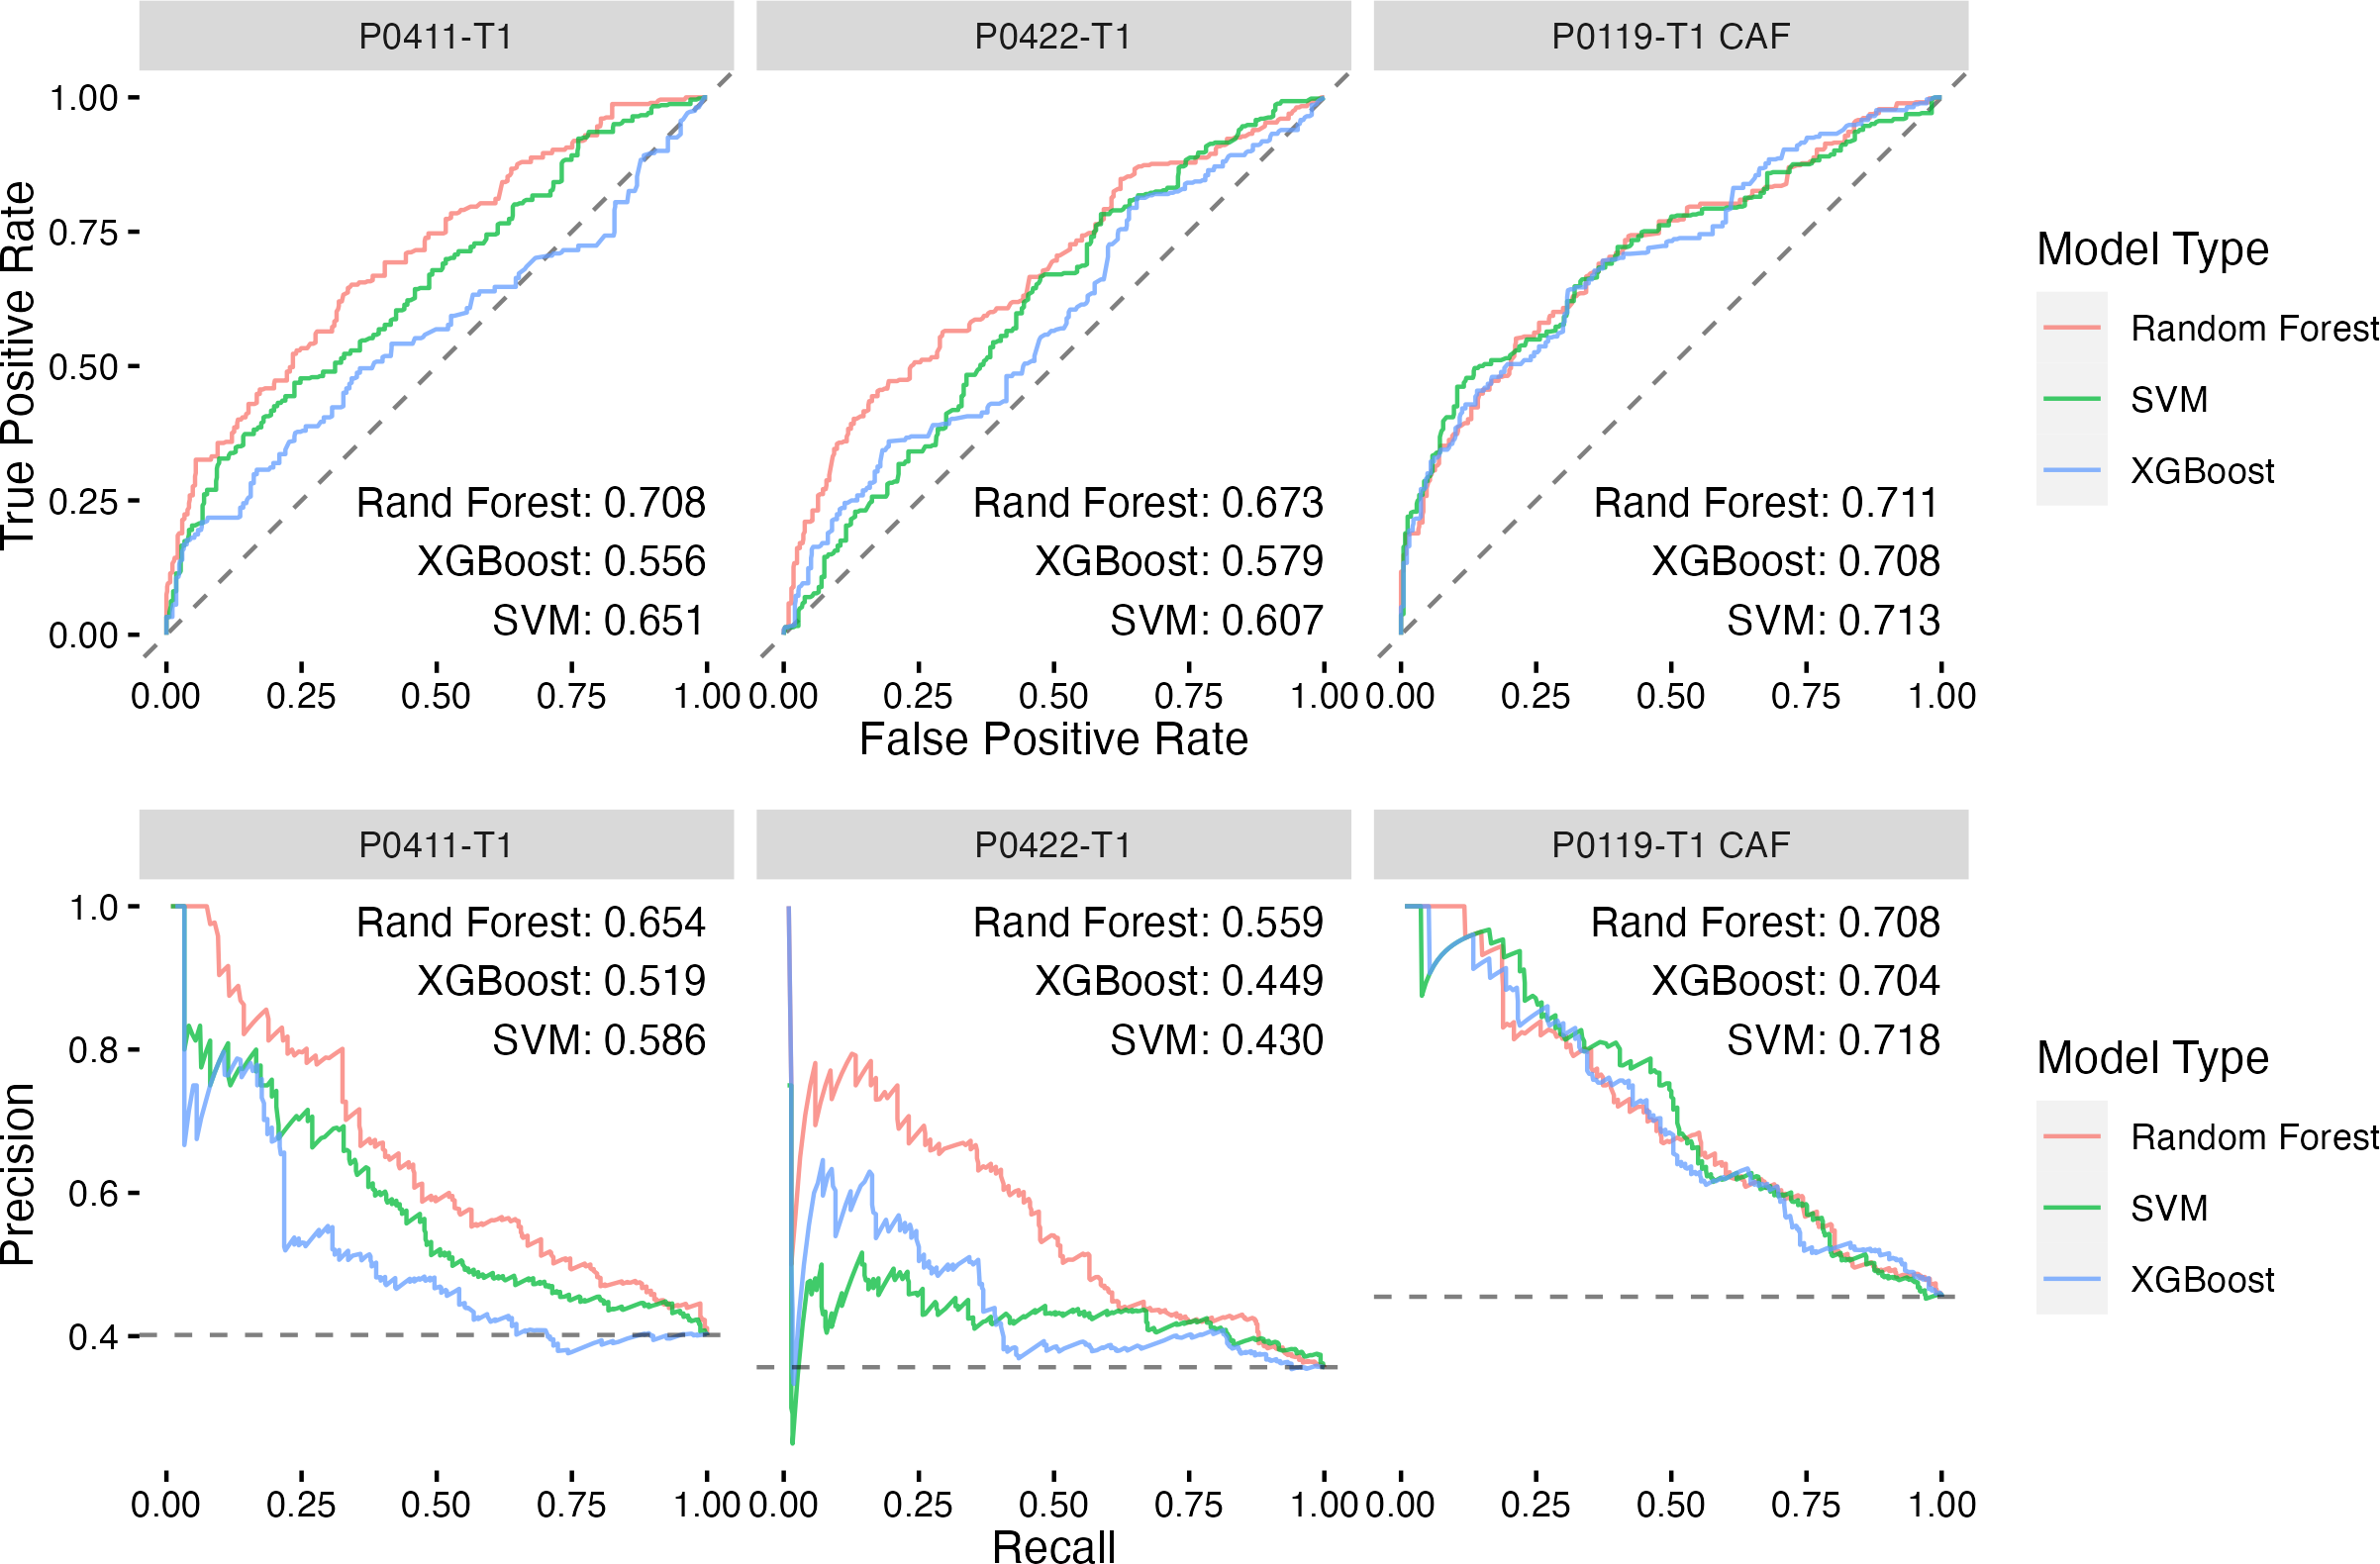 P0411-T1
P0422-T1
P0119-T1 CAF
True Positive Rate
1.00
0.75
0.50
0.25
0.00
Rand Forest: 0.708
XGBoost: 0.556
SVM: 0.651
Rand Forest: 0.673
XGBoost: 0.579
SVM: 0.607
Rand Forest: 0.711
XGBoost: 0.708
SVM: 0.713
0.00 0.25 0.50 0.75 1.00
0.00 0.25 0.50 0.75 1.00
0.00 0.25 0.50 0.75 1.00
False Positive Rate
Model Type
Random Forest
SVM
XGBoost
P0411-T1
P0422-T1
P0119-T1 CAF
Precision
1.0
0.8
0.6
0.4
Rand Forest: 0.654
XGBoost: 0.519
SVM: 0.586
Rand Forest: 0.559
XGBoost: 0.449
SVM: 0.430
Rand Forest: 0.708
XGBoost: 0.704
SVM: 0.718
0.00 0.25 0.50 0.75 1.00
0.00 0.25 0.50 0.75 1.00
0.00 0.25 0.50 0.75 1.00
Recall
Model Type
Random Forest
SVM
XGBoost